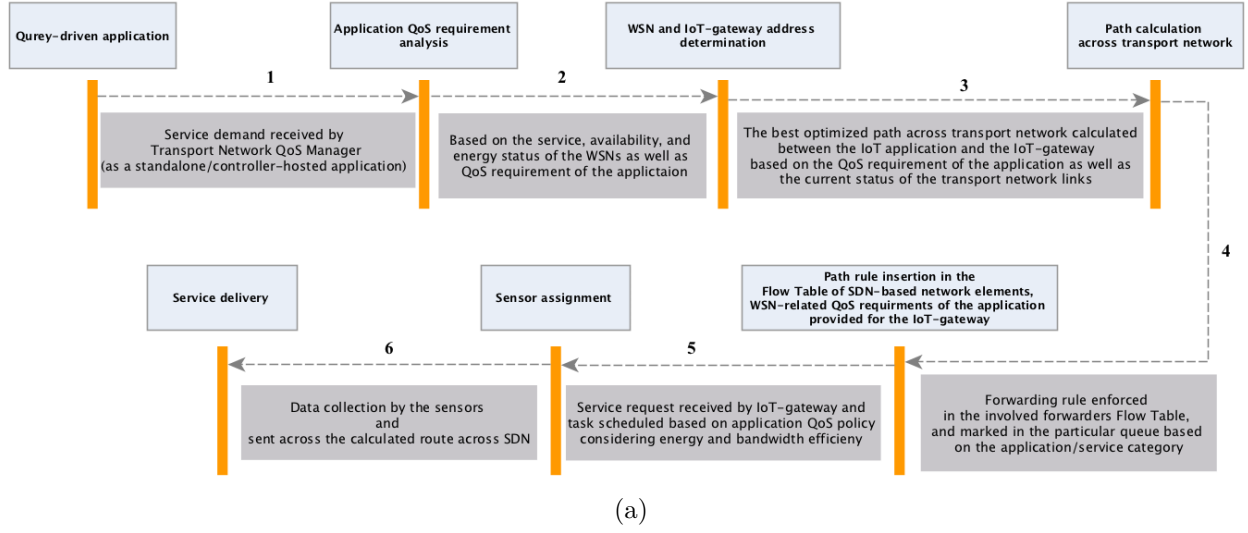 Qurey-driven application
Application QoS requirement
analysis
WSN and IoT-gateway address
determination
Path calculation
across transport network
1
2
3
Service demand received by
Transport Network QoS Manager
(as a standalone/controller-hosted application)
Based on the service, availability, and
energy status of the WSNs as well as
QoS requirement of the applictaion
The best optimized path across transport network calculated
between the IoT application and the IoT-gateway
based on the QoS requirement of the application as well as
the current status of the transport network links
4
Service delivery
Sensor assignment
Path rule insertion in the
Flow Table of SDN-based network elements,
WSN-related QoS requirments of the application
provided for the IoT-gateway
6
5
Data collection by the sensors
and
sent across the calculated route across SDN
Service request received by IoT-gateway and
task scheduled based on application QoS policy
considering energy and bandwidth efficieny
Forwarding rule enforced
in the involved forwarders Flow Table,
and marked in the particular queue based
on the application/service category
(a)